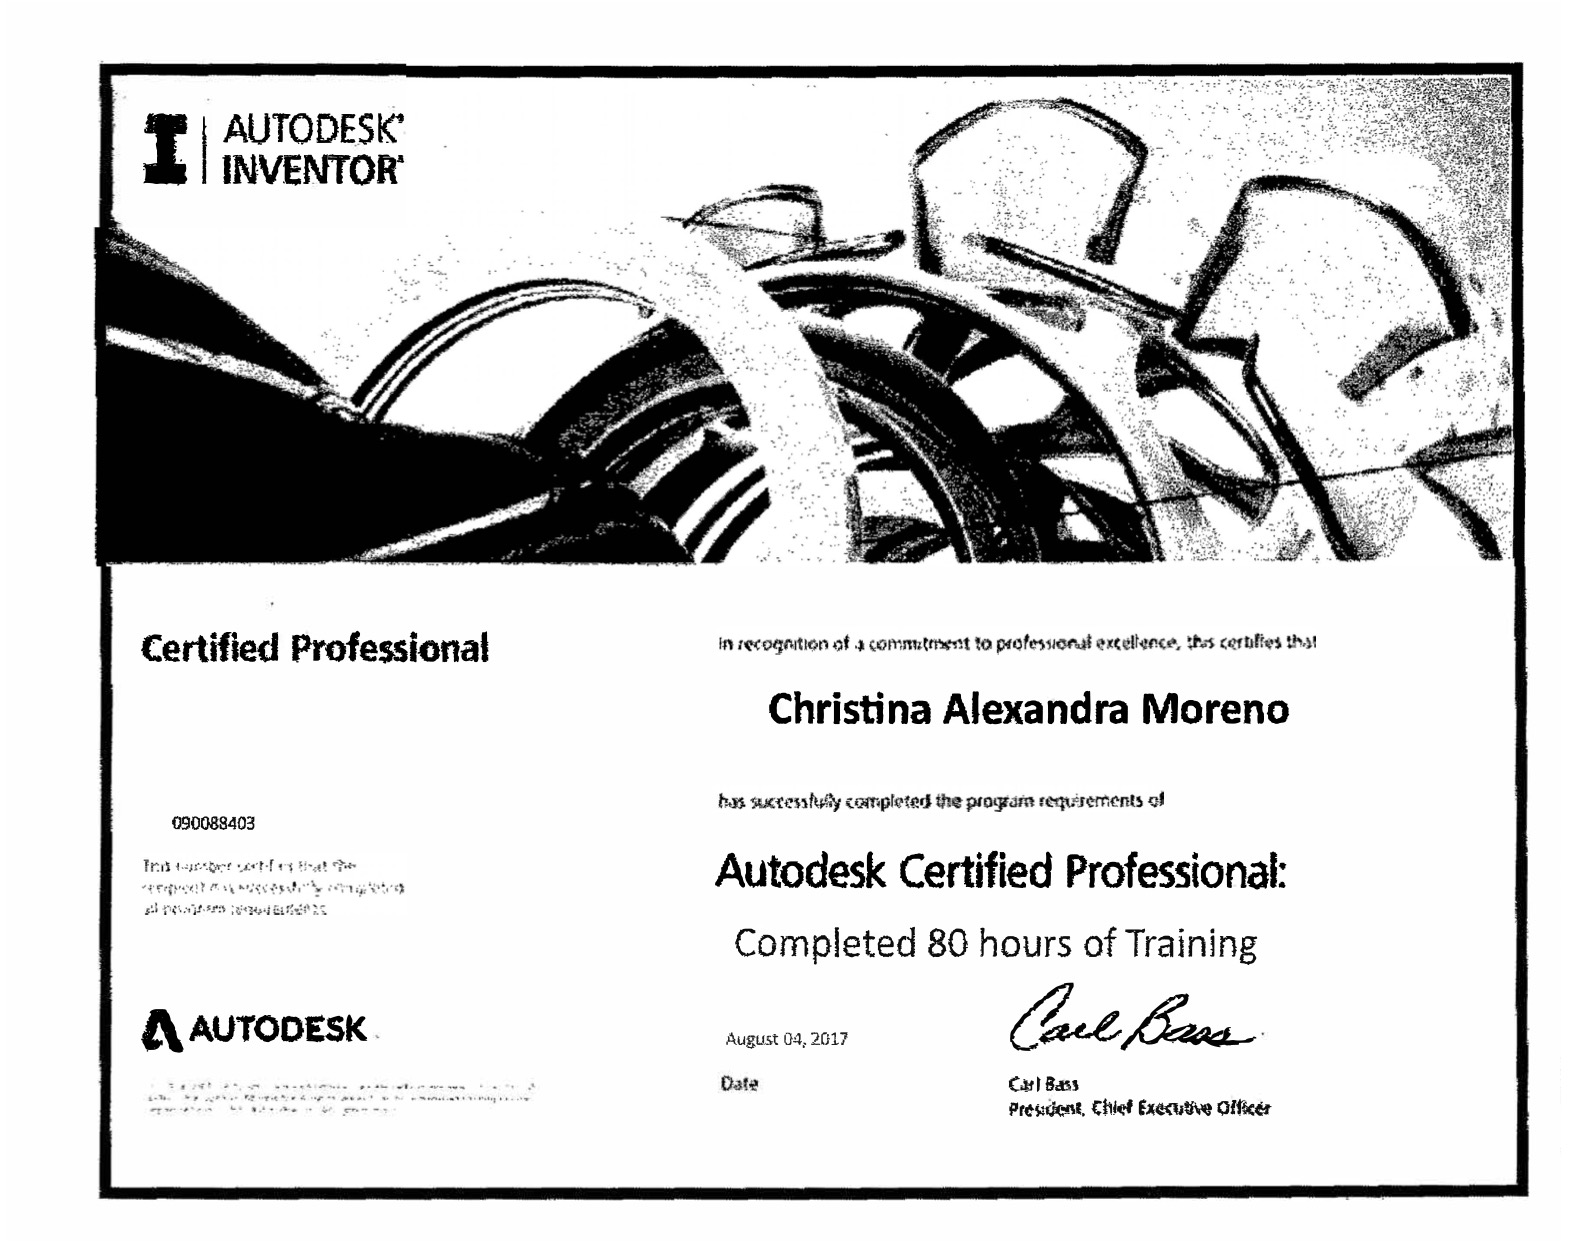 AUTODESK®
INVENTOR®
Certified Professional
In recognition of a commitment to professional excellence, this certifies that
Christina Alexandra Moreno
has successfully completed the program requirements of
090088403
This number certifies that the
recipient has successfully completed
all program requirements.
Autodesk Certified Professional:
Completed 80 hours of Training
AUTODESK.
August 04, 2017
Date
Carl Bass
Carl Bass
President, Chief Executive Officer